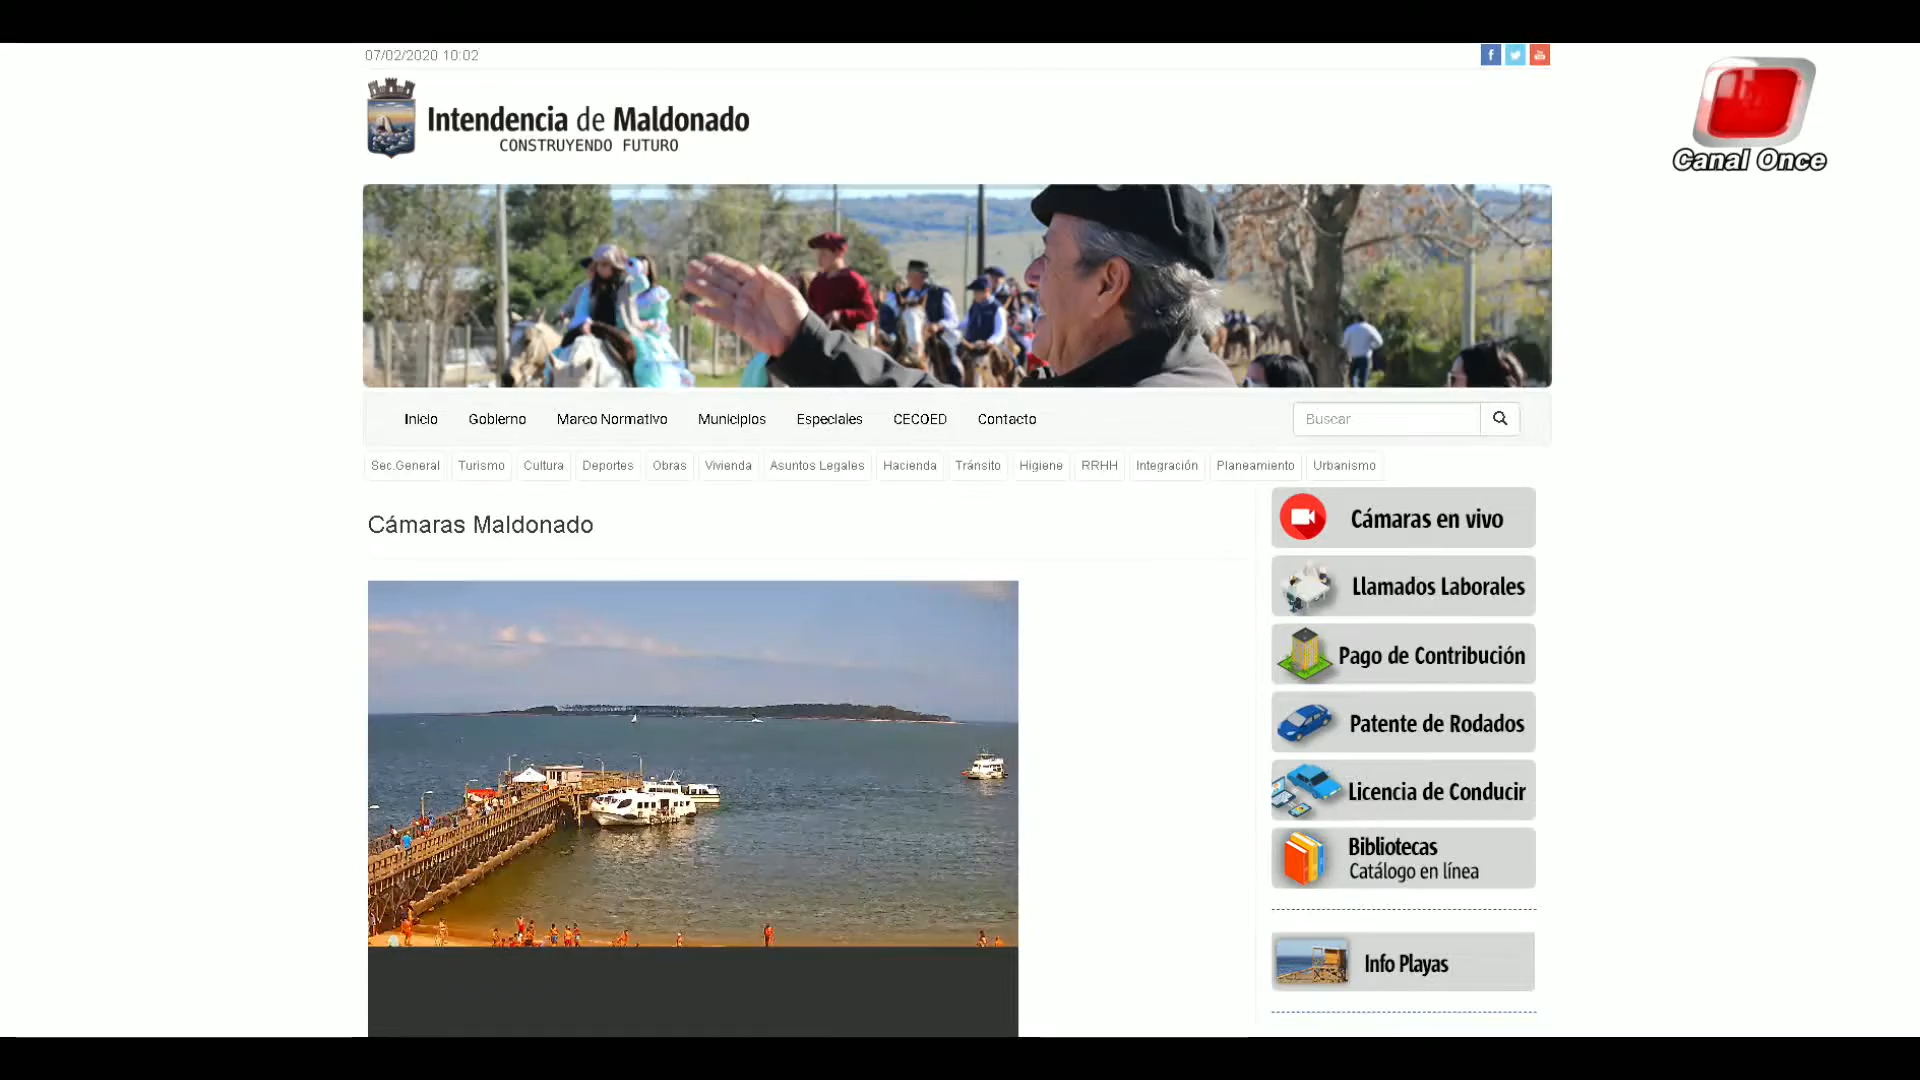 07/02/2020 10:02
Canal Once
Intendencia de Maldonado
CONSTRUYENDO FUTURO
Inicio Gobierno Marco Normativo Municipios Especiales CECOED Contacto Buscar
Sec.General Turismo Cultura Deportes Obras Vivienda Asuntos Legales Hacienda Tránsito Higiene RRHH Integración Planeamiento Urbanismo
Cámaras Maldonado
Cámaras en vivo
Llamados Laborales
Pago de Contribución
Patente de Rodados
Licencia de Conducir
Bibliotecas
Catálogo en línea
Info Playas